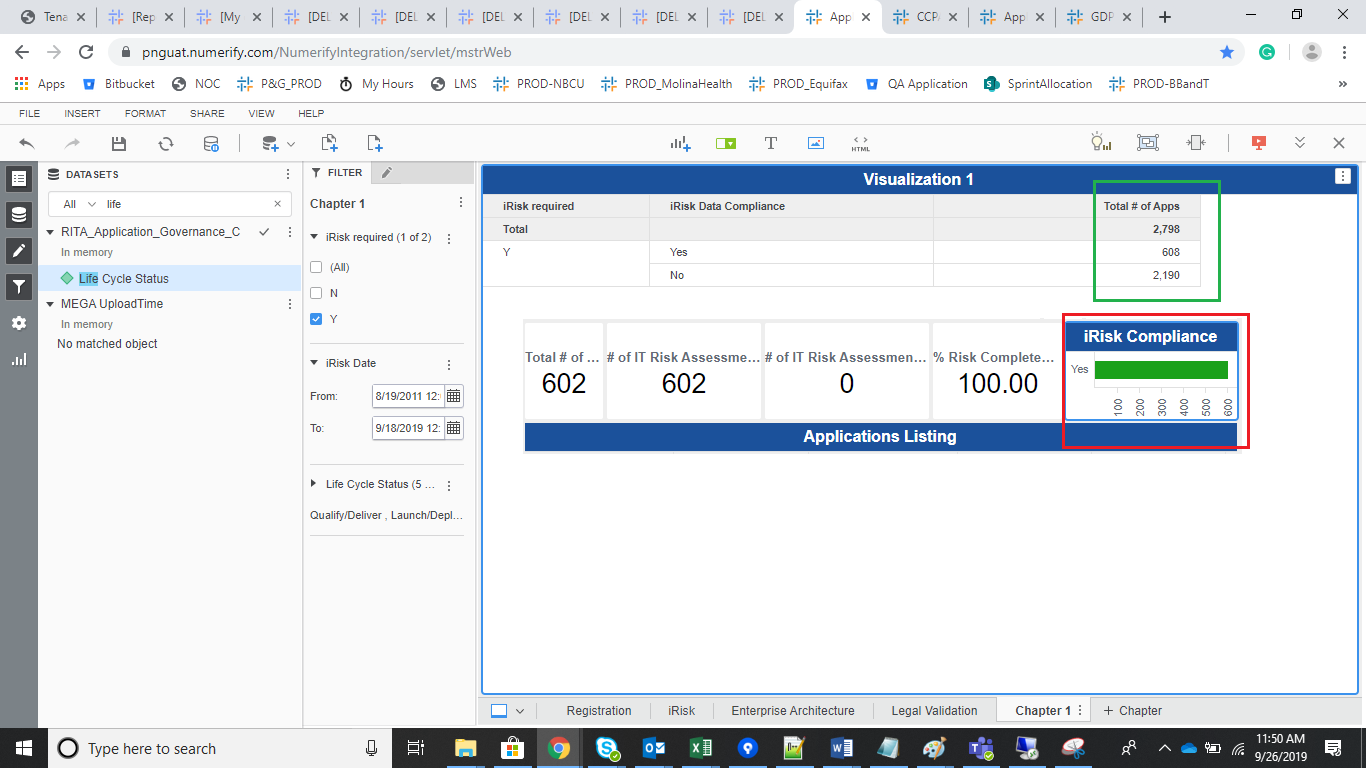 Tena
[Rep
[My
[DEL
[DEL
[DEL
[DEL
[DEL
[DEL
App
CCP
App
GDP
pnguat.numerify.com/NumerifyIntegration/servlet/mstrWeb
Apps
Bitbucket
NOC
P&G_PROD
My Hours
LMS
PROD-NBCU
PROD_MolinaHealth
PROD_Equifax
QA Application
SprintAllocation
PROD-BBandT
FILE
INSERT
FORMAT
SHARE
VIEW
HELP
HTML
DATASETS
All
life
RITA_Application_Governance_C
In memory
Life Cycle Status
MEGA UploadTime
In memory
No matched object
FILTER
Chapter 1
iRisk required (1 of 2)
(All)
N
Y
iRisk Date
From:
8/19/2011 12:
To:
9/18/2019 12:
Life Cycle Status (5 ...
Qualify/Deliver , Launch/Depl...
Visualization 1
iRisk required
iRisk Data Compliance
Total # of Apps
Total
2,798
Y
Yes
608
No
2,190
Total # of ...
602
# of IT Risk Assessme...
602
# of IT Risk Assessmen...
0
% Risk Complete...
100.00
iRisk Compliance
Yes
100
200
300
400
500
600
Applications Listing
Registration
iRisk
Enterprise Architecture
Legal Validation
Chapter 1
+ Chapter
Type here to search
11:50 AM
9/26/2019